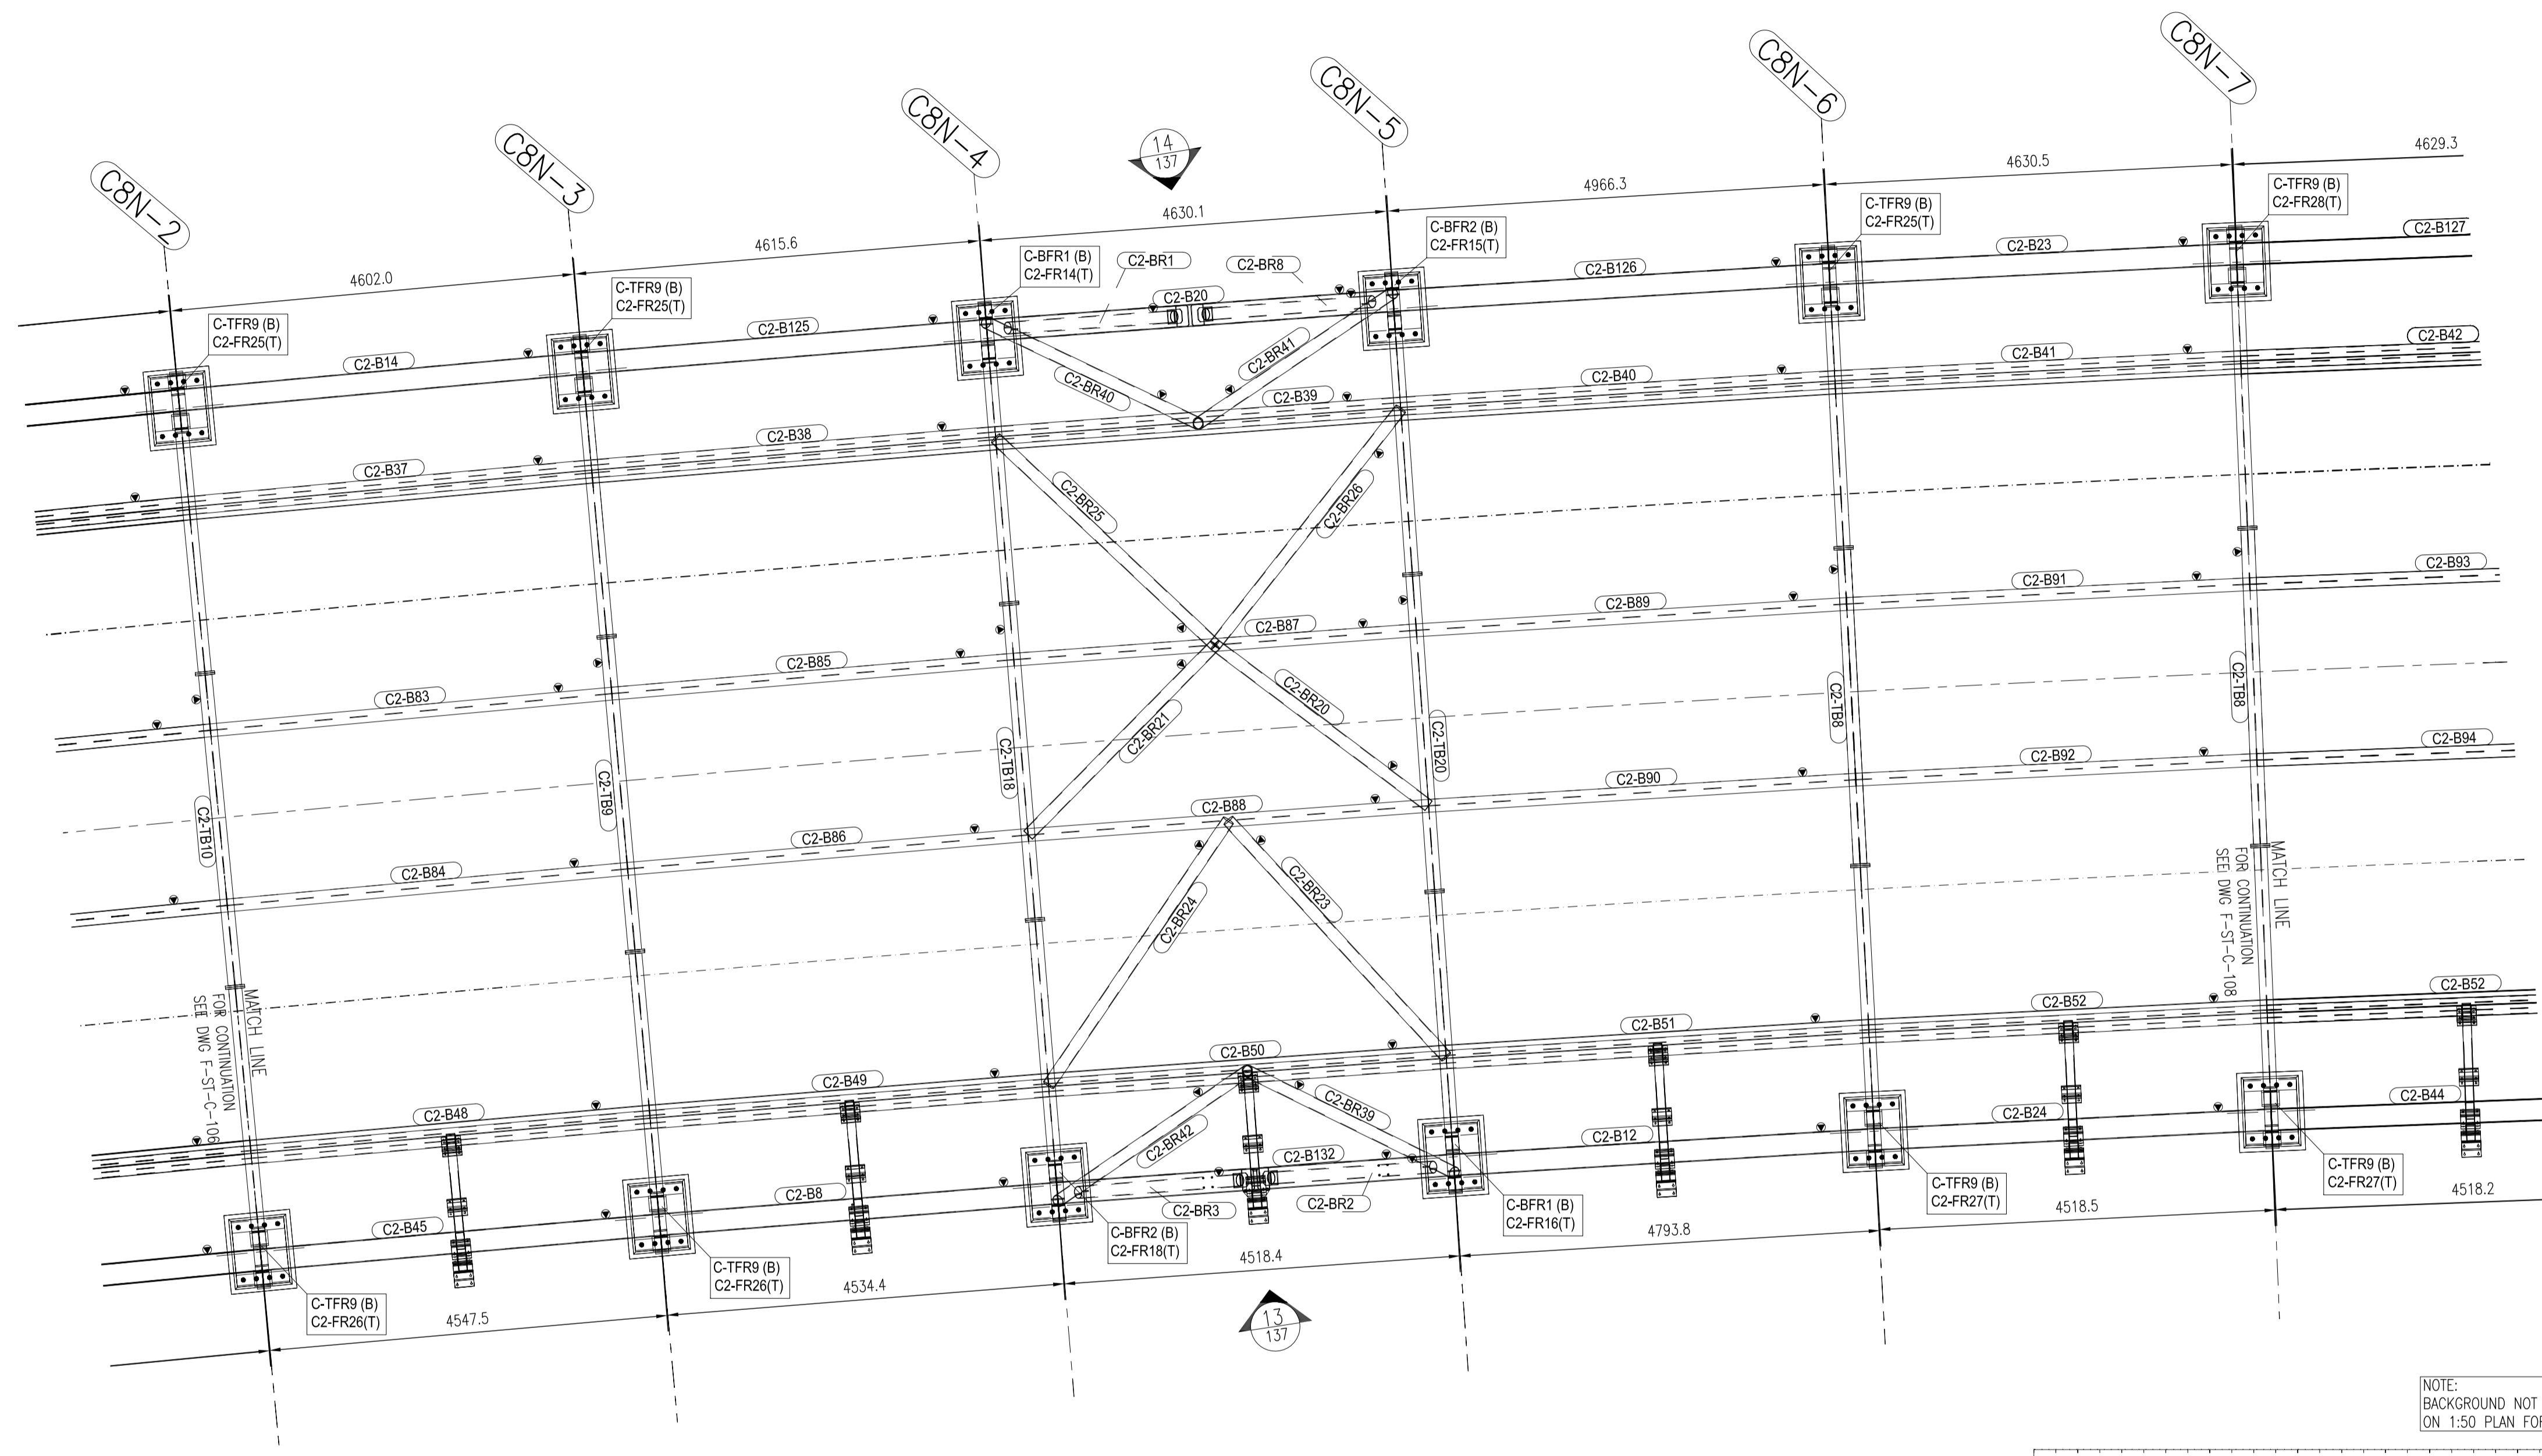 C8N-2
C8N-3
C8N-4
C8N-5
C8N-6
C8N-7
14
137
4602.0
4615.6
4630.1
4966.3
4630.5
4629.3
C-TFR9 (B)
C2-FR25(T)
C-TFR9 (B)
C2-FR25(T)
C-BFR1 (B)
C2-FR14(T)
C-BFR2 (B)
C2-FR15(T)
C-TFR9 (B)
C2-FR25(T)
C-TFR9 (B)
C2-FR28(T)
C2-B14
C2-B125
C2-BR1
C2-B20
C2-BR8
C2-B126
C2-B23
C2-B127
C2-BR40
C2-BR41
C2-B37
C2-B38
C2-B39
C2-B40
C2-B41
C2-B42
C2-BR25
C2-BR26
C2-B83
C2-B85
C2-B87
C2-B89
C2-B91
C2-B93
C2-BR21
C2-BR20
C2-TB10
C2-TB9
C2-TB18
C2-TB20
C2-TB8
C2-TB8
C2-B84
C2-B86
C2-B88
C2-B90
C2-B92
C2-B94
C2-BR24
C2-BR23
MATCH LINE
FOR CONTINUATION
SEE DWG F-ST-C-106
MATCH LINE
FOR CONTINUATION
SEE DWG F-ST-C-108
C2-B48
C2-B49
C2-B50
C2-B51
C2-B52
C2-B52
C2-BR42
C2-BR39
C2-B45
C2-B8
C2-BR3
C2-B132
C2-BR2
C2-B12
C2-B24
C2-B44
C-TFR9 (B)
C2-FR26(T)
C-TFR9 (B)
C2-FR26(T)
C-BFR2 (B)
C2-FR18(T)
C-BFR1 (B)
C2-FR16(T)
C-TFR9 (B)
C2-FR27(T)
C-TFR9 (B)
C2-FR27(T)
4547.5
4534.4
4518.4
4793.8
4518.5
4518.2
13
137
NOTE:
BACKGROUND NOT
ON 1:50 PLAN FOR